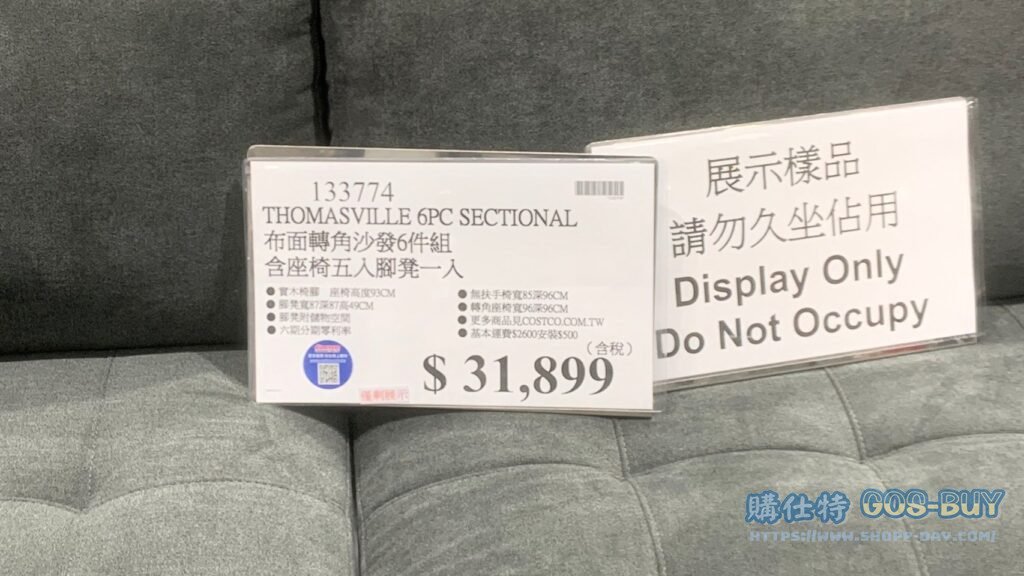 133774
THOMASVILLE 6PC SECTIONAL
布面轉角沙發6件組
含座椅五入腳凳一入
● 實木椅腳 座椅高度93CM
● 腳凳寬87深87高49CM
● 腳凳附儲物空間
● 六期分期零利率
● 無扶手椅寬85深96CM
● 轉角座椅寬96深96CM
● 更多商品見COSTCO.COM.TW
● 基本運費$2600安裝$500
(含稅)
$ 31,899
僅剩展示
展示樣品
請勿久坐佔用
Display Only
Do Not Occupy
購仕特 GOS-BUY
HTTPS://WWW.SHOPE-DAY.COM/